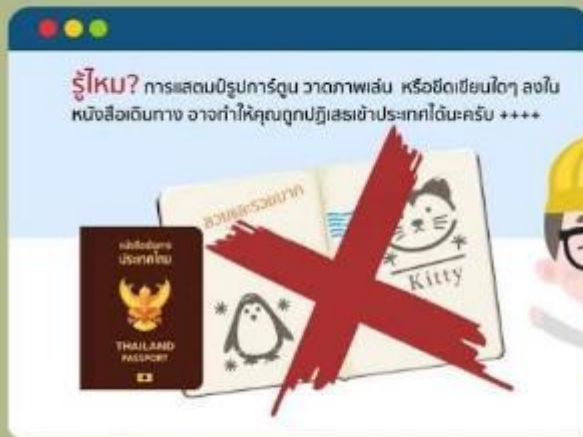 รู้ไหม? การแสตมป์รูปการ์ตูน วาดภาพเล่น หรือขีดเขียนใดๆ ลงใน
หนังสือเดินทาง อาจทำให้คุณถูกปฏิเสธเข้าประเทศได้นะครับ ++++
สวยและรวยมาก
Kitty
หนังสือเดินทาง
ประเทศไทย
THAILAND
PASSPORT